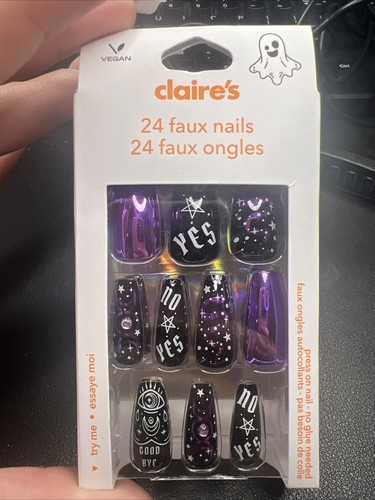 VEGAN
claire's
24 faux nails
24 faux ongles
YES
NO
YES
GOOD
BYE
NO
YES
try me • essaye moi
press on nail - no glue needed
faux ongles autocollants - pas besoin de colle